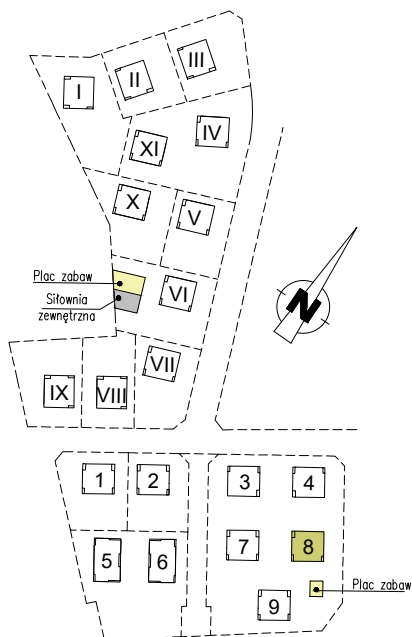 III
II
I
IV
XI
X
V
Plac zabaw
Siłownia
zewnętrzna
VI
N
VII
IX
VIII
1
2
3
4
5
6
7
8
Plac zabaw
9